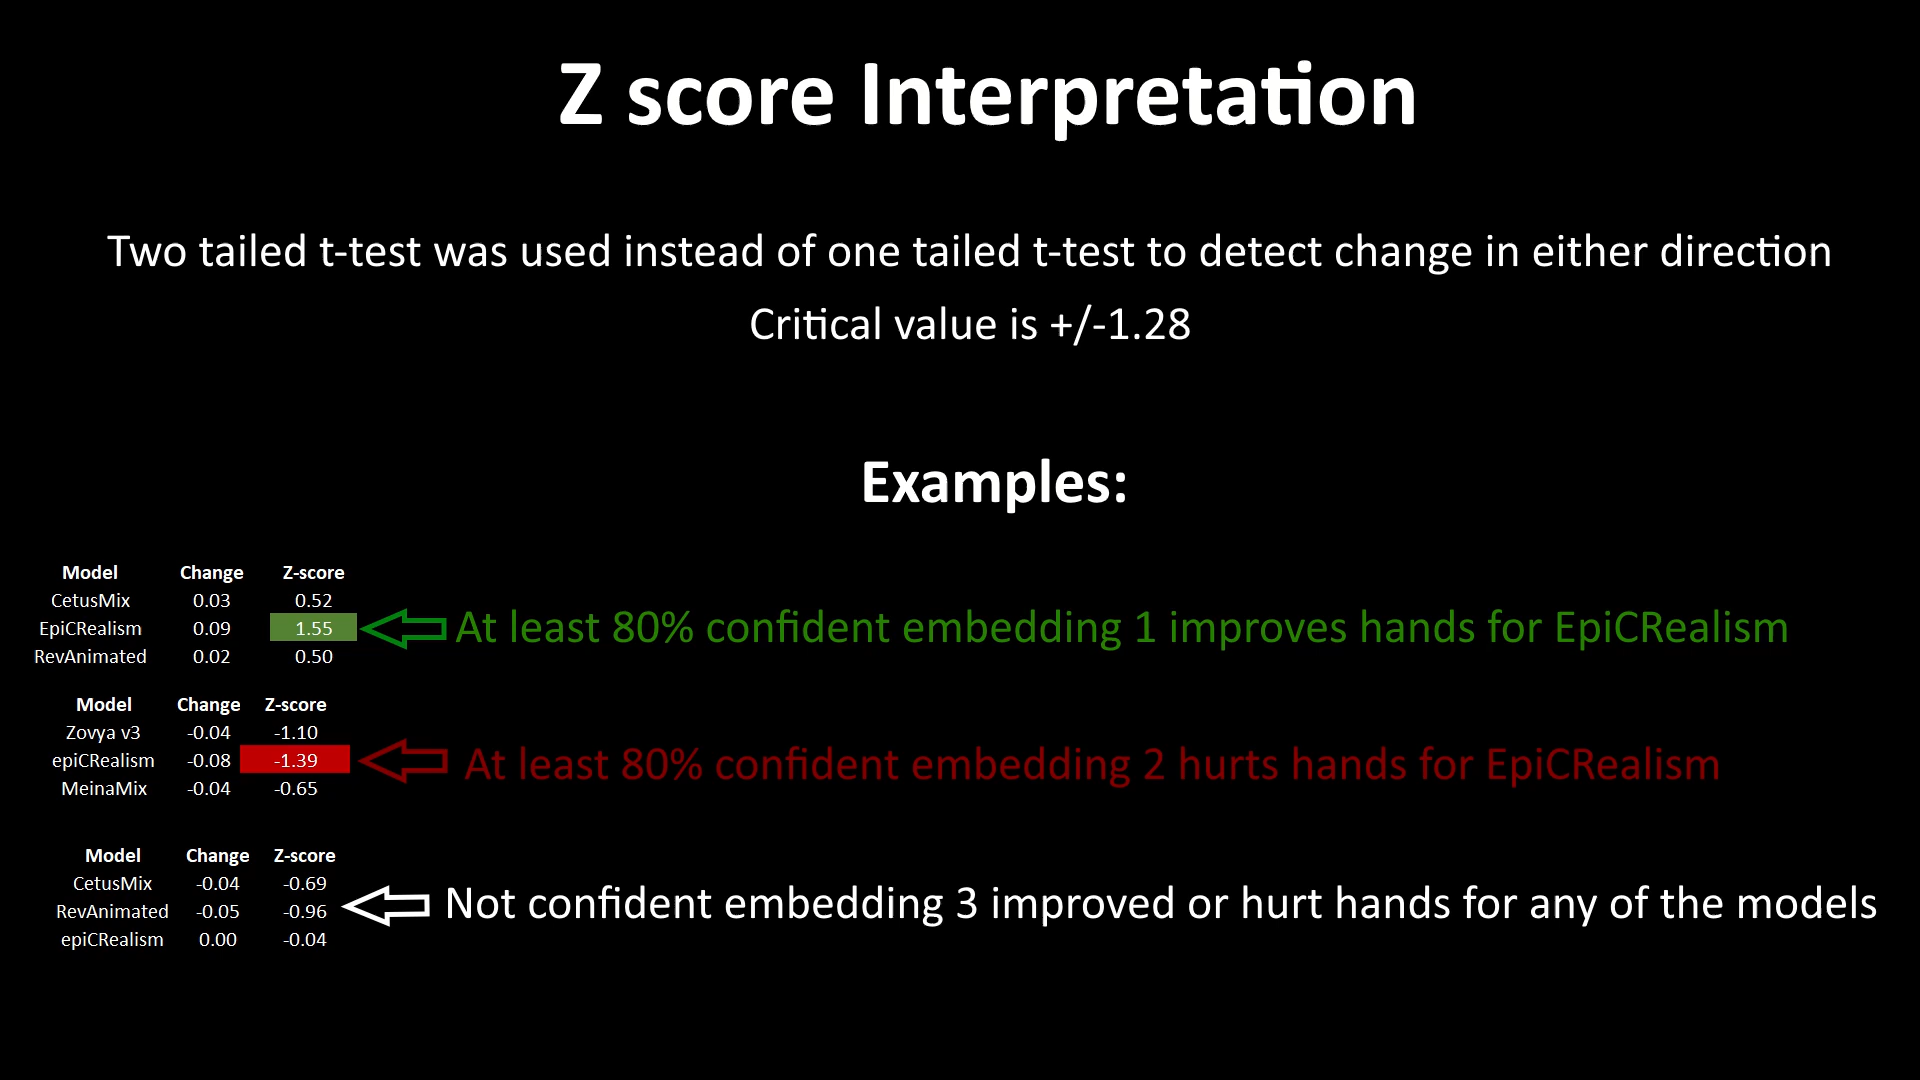 Z score Interpretation
Two tailed t-test was used instead of one tailed t-test to detect change in either direction
Critical value is +/-1.28
Examples:
Model Change Z-score
CetusMix 0.03 0.52
EpiCRealism 0.09 1.55
RevAnimated 0.02 0.50
At least 80% confident embedding 1 improves hands for EpiCRealism
Model Change Z-score
Zovya v3 -0.04 -1.10
epiCRealism -0.08 -1.39
MeinaMix -0.04 -0.65
At least 80% confident embedding 2 hurts hands for EpiCRealism
Model Change Z-score
CetusMix -0.04 -0.69
RevAnimated -0.05 -0.96
epiCRealism 0.00 -0.04
Not confident embedding 3 improved or hurt hands for any of the models